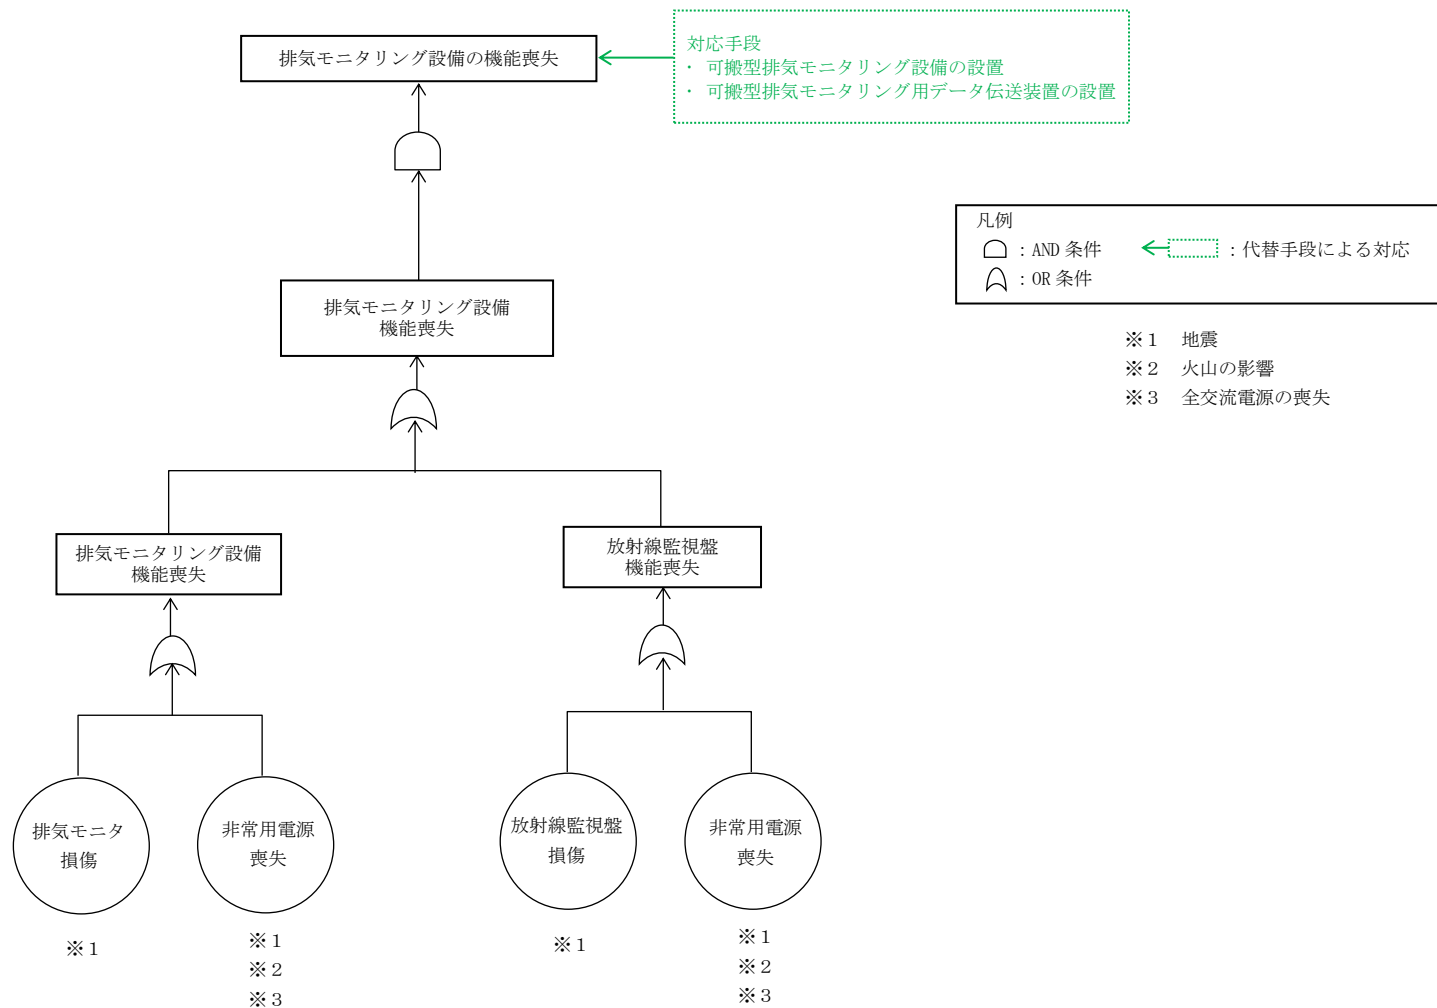 排気モニタリング設備の機能喪失
対応手段
・ 可搬型排気モニタリング設備の設置
・ 可搬型排気モニタリング用データ伝送装置の設置
凡例
：AND 条件
：代替手段による対応
：OR 条件
※１ 地震
※２ 火山の影響
※３ 全交流電源の喪失
排気モニタリング設備
機能喪失
排気モニタリング設備
機能喪失
放射線監視盤
機能喪失
排気モニタ
損傷
非常用電源
喪失
放射線監視盤
損傷
非常用電源
喪失
※１
※１
※２
※３
※１
※１
※２
※３